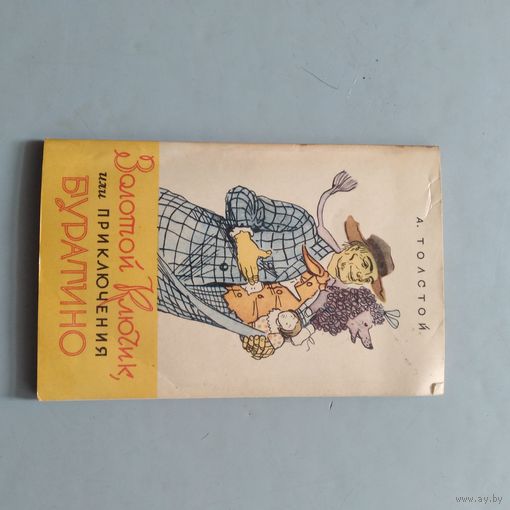 А. ТОЛСТОЙ
Золотой Ключик,
или ПРИКЛЮЧЕНИЯ
БУРАТИНО
www.ay.by